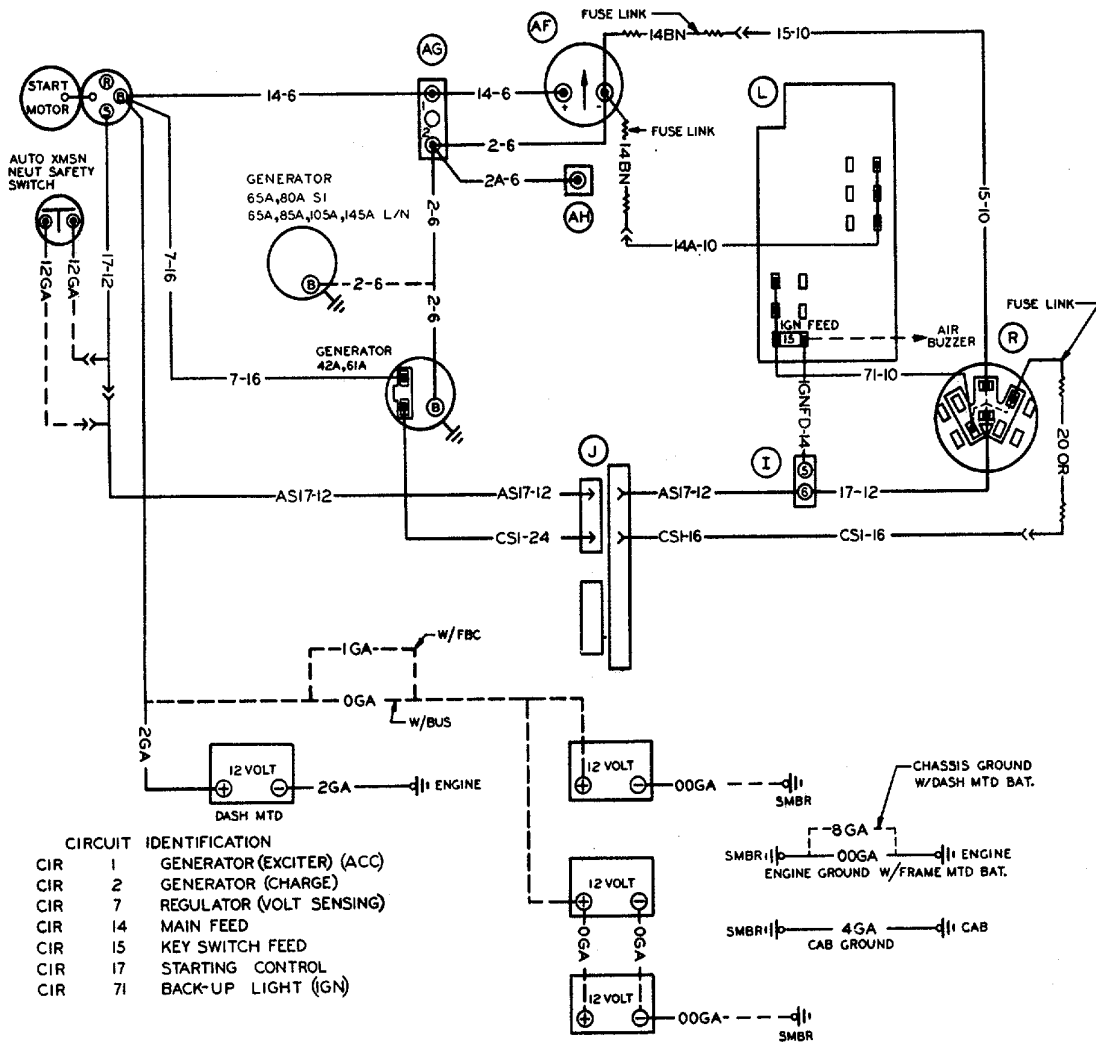 FUSE LINK
AF
14BN
15-10
AG
START MOTOR
R
B
S
14-6
14-6
+
-
1
2
L
FUSE LINK
14BN
2-6
2A-6
AH
AUTO XMSN
NEUT SAFETY
SWITCH
GENERATOR
65A,80A SI
65A,85A,105A,145A L/N
2-6
15-10
12GA
12GA
17-12
7-16
B
2-6
14A-10
FUSE LINK
2-6
IGN FEED
15
AIR
BUZZER
R
GENERATOR
42A,61A
7-16
71-10
B
IGNFD-14
20 OR
J
I
5
6
AS17-12
AS17-12
AS17-12
17-12
CS1-24
CS1-16
CS1-16
1GA
W/FBC
0GA
W/BUS
2GA
12 VOLT
+
-
2GA
ENGINE
DASH MTD
12 VOLT
+
-
00GA
SMBR
CHASSIS GROUND
W/DASH MTD BAT.
8GA
SMBR
00GA
ENGINE
ENGINE GROUND W/FRAME MTD BAT.
12 VOLT
+
-
0GA
0GA
SMBR
4GA
CAB
CAB GROUND
12 VOLT
+
-
00GA
SMBR
CIRCUIT IDENTIFICATION
CIR 1 GENERATOR (EXCITER) (ACC)
CIR 2 GENERATOR (CHARGE)
CIR 7 REGULATOR (VOLT SENSING)
CIR 14 MAIN FEED
CIR 15 KEY SWITCH FEED
CIR 17 STARTING CONTROL
CIR 71 BACK-UP LIGHT (IGN)